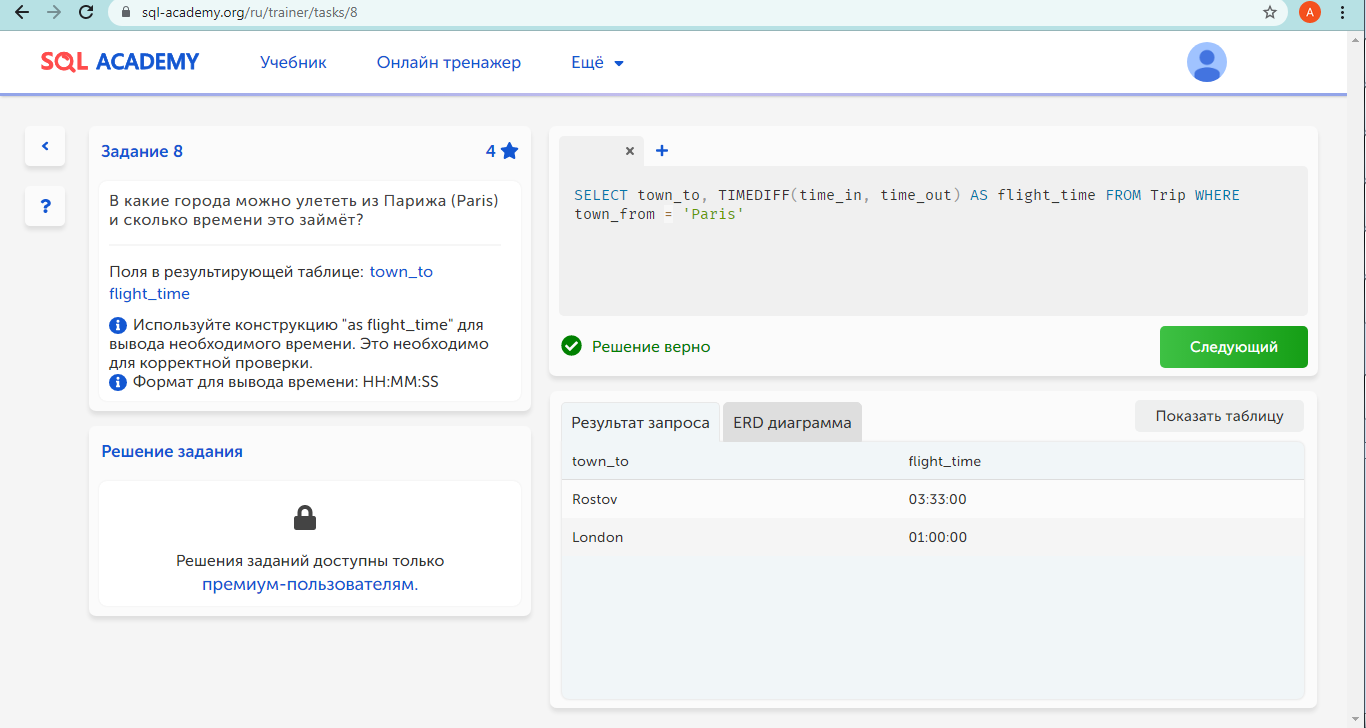 sql-academy.org/ru/trainer/tasks/8
A
SQL ACADEMY
Учебник
Онлайн тренажер
Ещё
Задание 8
4
В какие города можно улететь из Парижа (Paris)
и сколько времени это займёт?
Поля в результирующей таблице: town_to
flight_time
Используйте конструкцию "as flight_time" для
вывода необходимого времени. Это необходимо
для корректной проверки.
Формат для вывода времени: HH:MM:SS
Решение задания
Решения заданий доступны только
премиум-пользователям.
SELECT town_to, TIMEDIFF(time_in, time_out) AS flight_time FROM Trip WHERE
town_from = 'Paris'
Решение верно
Следующий
Результат запроса
ERD диаграмма
Показать таблицу
town_to flight_time
Rostov 03:33:00
London 01:00:00